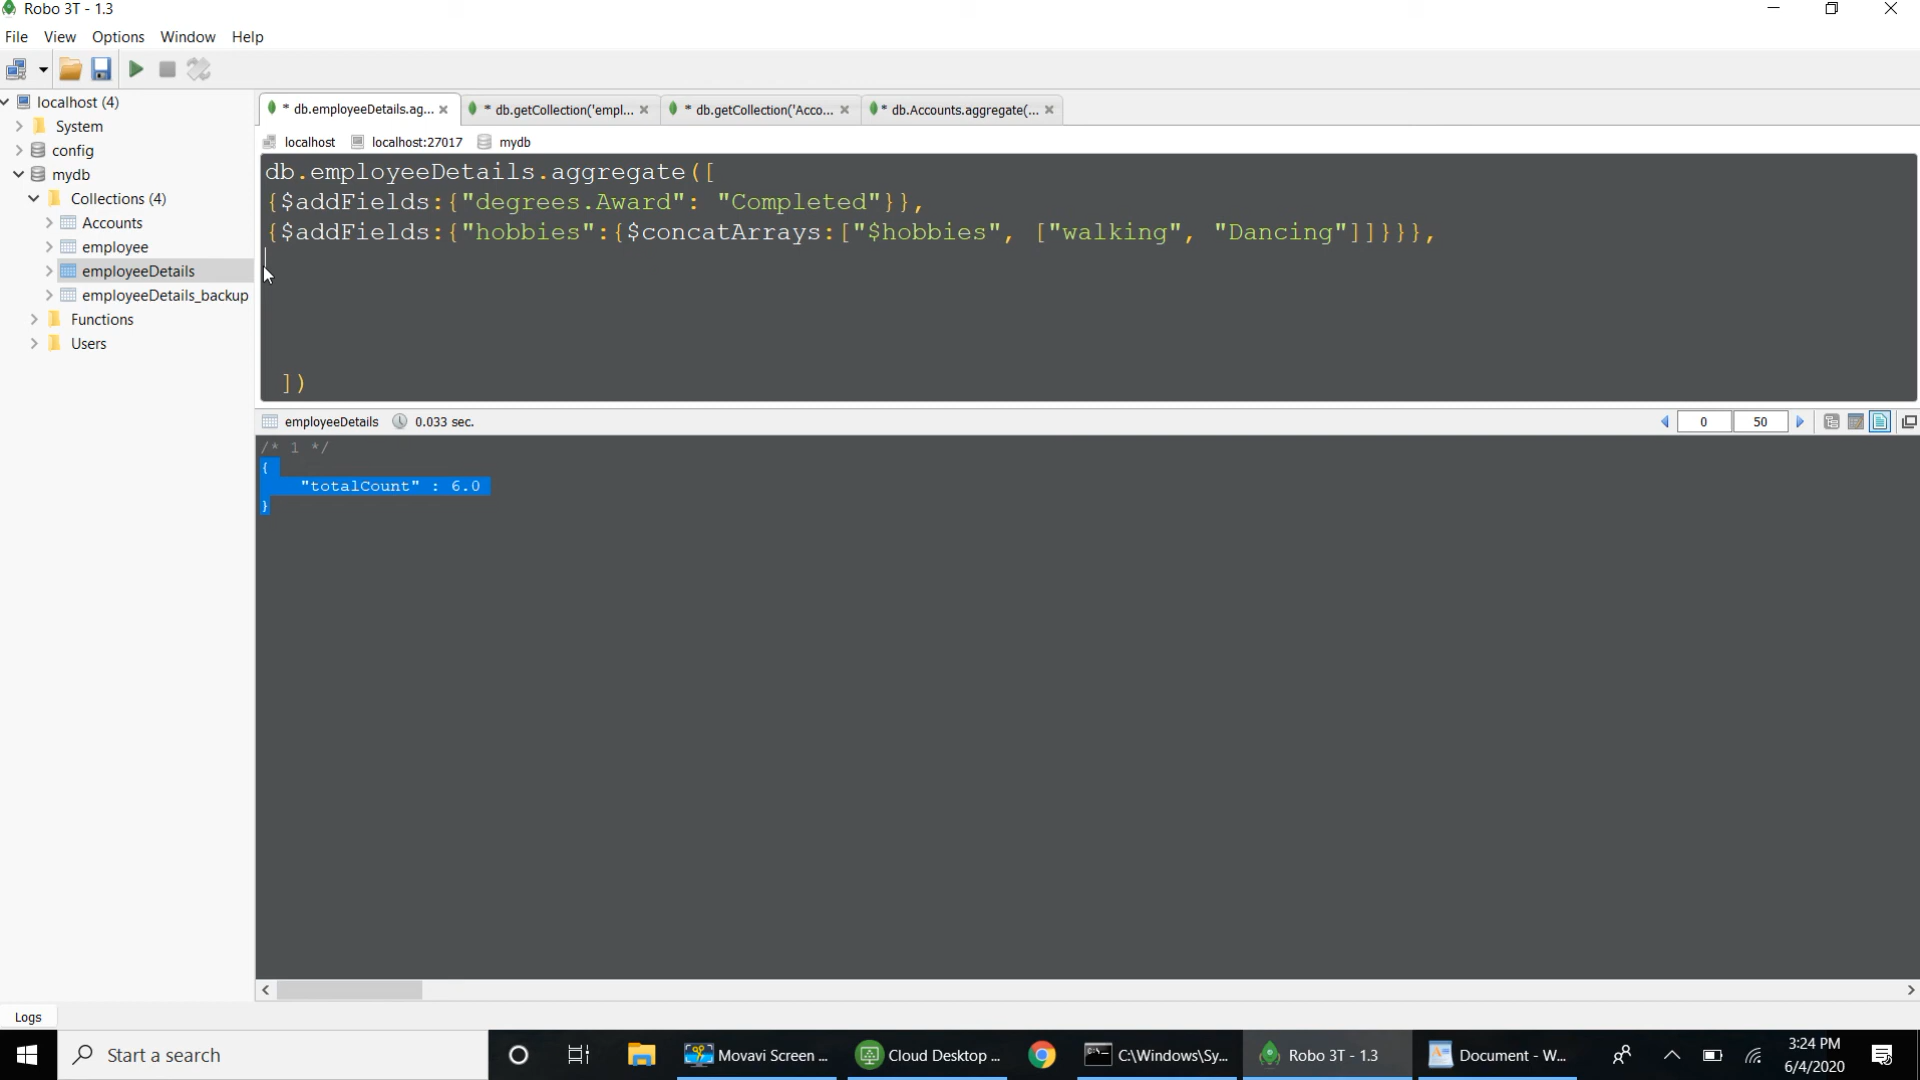 Robo 3T - 1.3
File View Options Window Help
localhost (4)
System
config
mydb
Collections (4)
Accounts
employee
employeeDetails
employeeDetails_backup
Functions
Users
* db.employeeDetails.ag...
* db.getCollection('empl...
* db.getCollection('Acco...
* db.Accounts.aggregate(...
localhost localhost:27017 mydb
db.employeeDetails.aggregate([
{$addFields:{"degrees.Award": "Completed"}},
{$addFields:{"hobbies":{$concatArrays:["$hobbies", ["walking", "Dancing"]]}}},
])
employeeDetails 0.033 sec.
0 50
/* 1 */
{
"totalCount" : 6.0
}
Logs
Start a search
Movavi Screen ...
Cloud Desktop ...
C:\Windows\Sy...
Robo 3T - 1.3
Document - W...
3:24 PM
6/4/2020